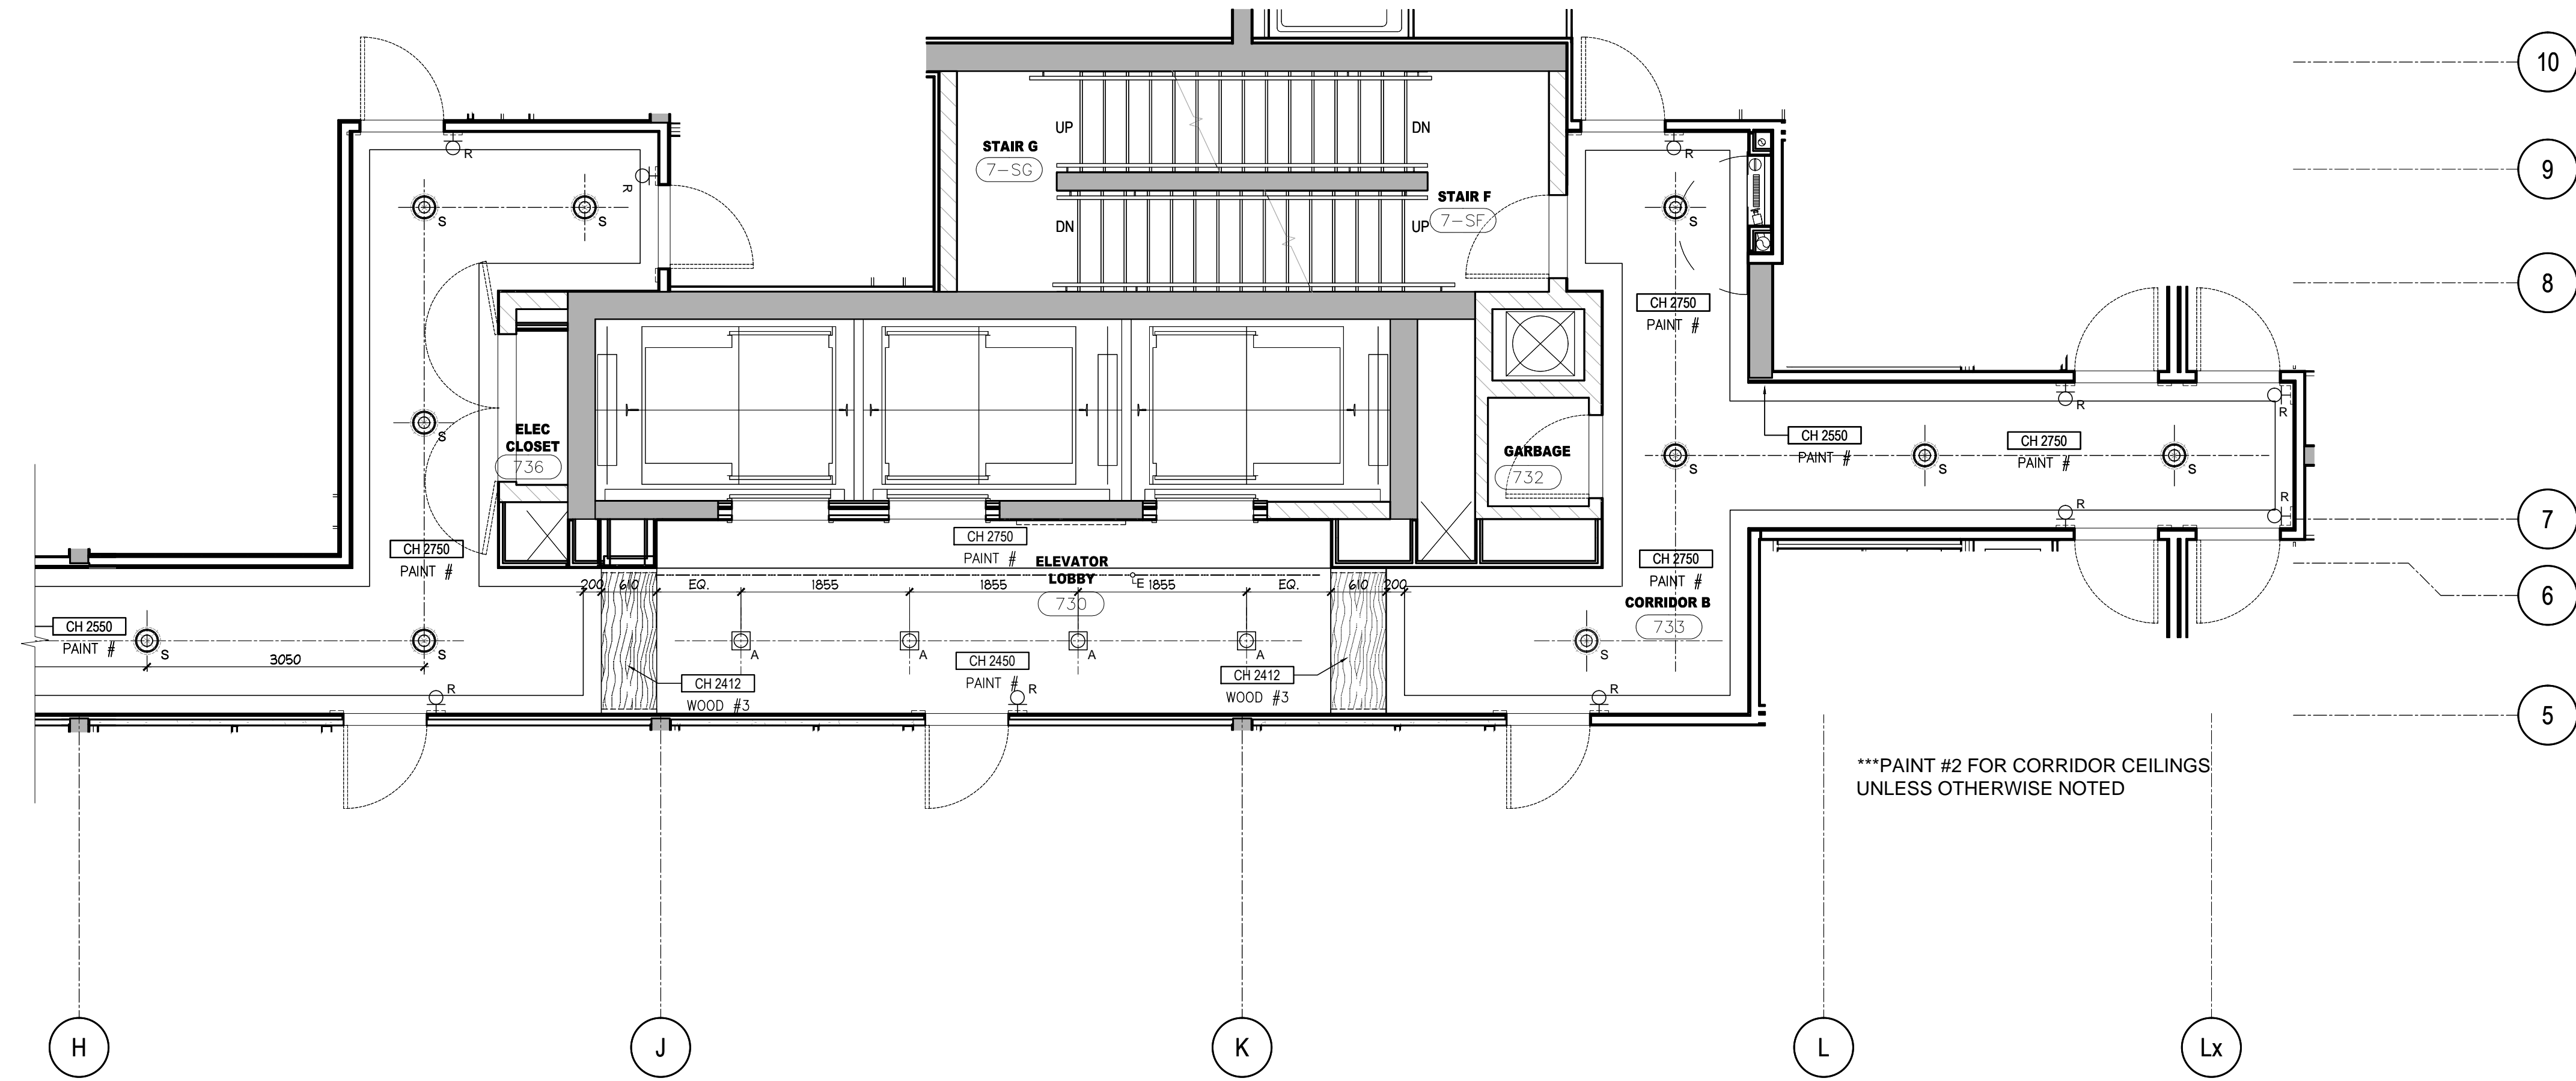 10
9
8
7
6
5
UP
DN
STAIR G
7-SG
STAIR F
7-SF
DN
UP
R
R
R
S
S
S
CH 2750
PAINT #
S
ELEC
CLOSET
736
GARBAGE
732
CH 2550
PAINT #
CH 2750
PAINT #
R
R
S
S
S
R
R
CH 2750
PAINT #
CH 2750
PAINT #
ELEVATOR
LOBBY
730
E
CH 2750
PAINT #
CORRIDOR B
733
200
610
EQ.
1855
1855
1855
EQ.
610
200
CH 2550
PAINT #
S
S
3050
A
A
A
A
S
CH 2450
PAINT #
CH 2412
WOOD #3
CH 2412
WOOD #3
R
R
R
***PAINT #2 FOR CORRIDOR CEILINGS
UNLESS OTHERWISE NOTED
H
J
K
L
Lx